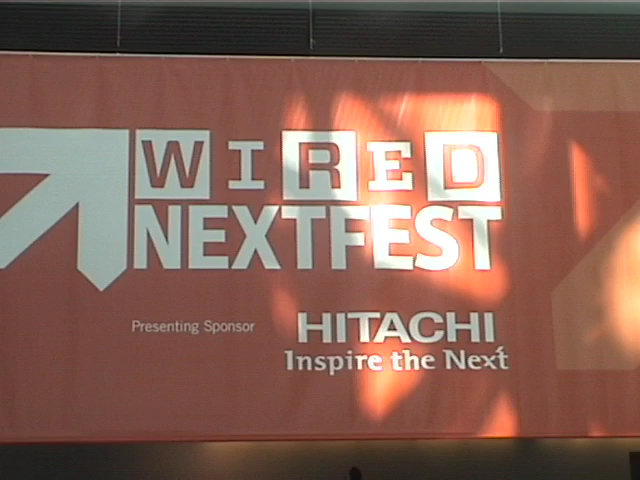 WIRED
NEXTFEST
Presenting Sponsor
HITACHI
Inspire the Next